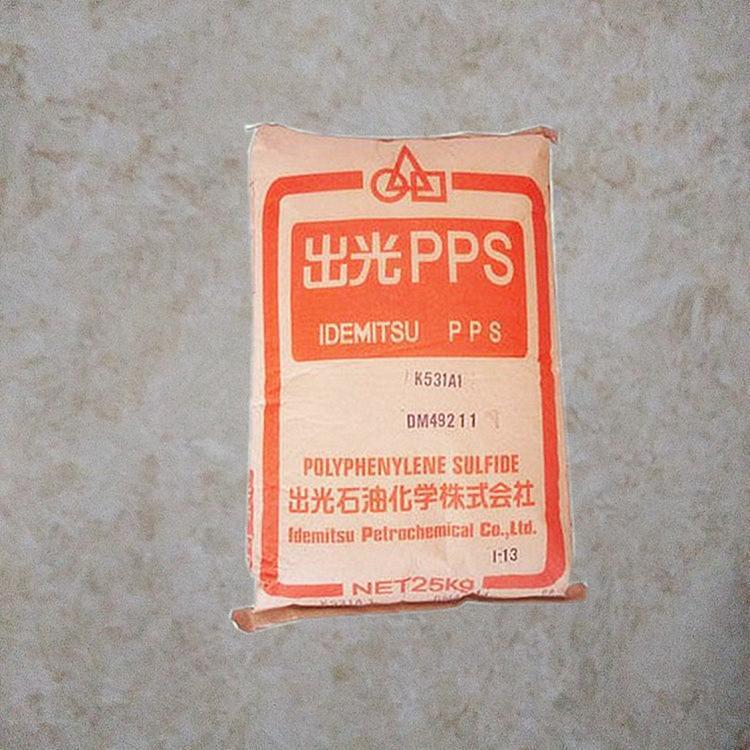 出光PPS
IDEMITSU PPS
K531A1
DM49211
POLYPHENYLENE SULFIDE
出光石油化学株式会社
Idemitsu Petrochemical Co.,Ltd.
I-13
NET25Kg